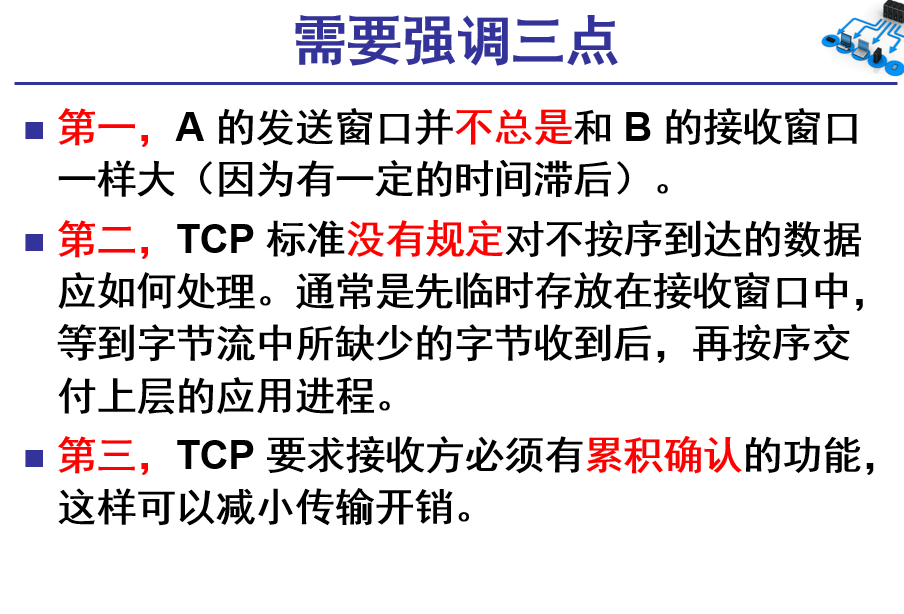 需要强调三点
第一，A 的发送窗口并不总是和 B 的接收窗口
一样大（因为有一定的时间滞后）。
第二，TCP 标准没有规定对不按序到达的数据
应如何处理。通常是先临时存放在接收窗口中，
等到字节流中所缺少的字节收到后，再按序交
付上层的应用进程。
第三，TCP 要求接收方必须有累积确认的功能，
这样可以减小传输开销。